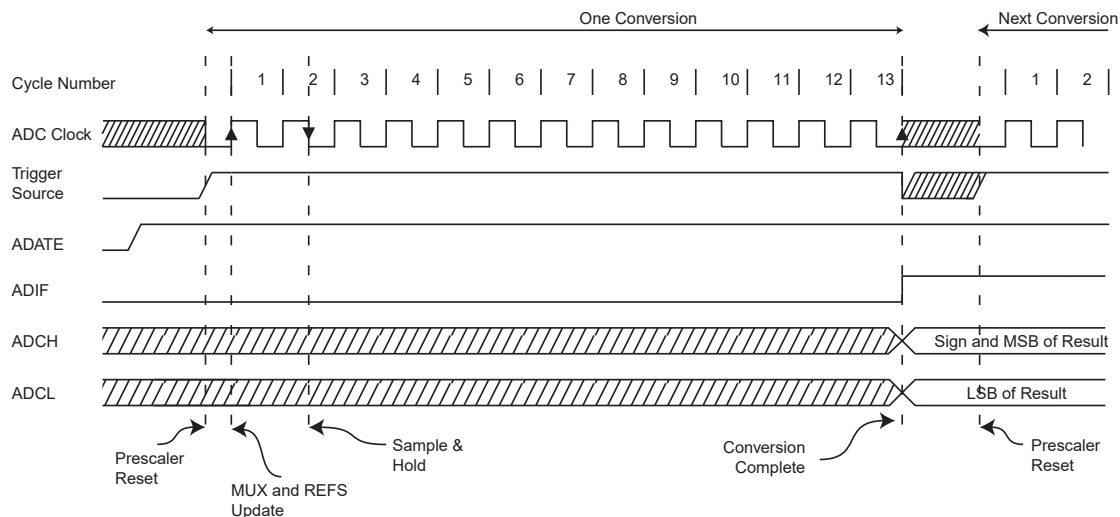 One Conversion
Next Conversion
Cycle Number
1 2 3 4 5 6 7 8 9 10 11 12 13 1 2
ADC Clock
Trigger
Source
ADATE
ADIF
ADCH
Sign and MSB of Result
ADCL
LSB of Result
Prescaler
Reset
MUX and REFS
Update
Sample &
Hold
Conversion
Complete
Prescaler
Reset